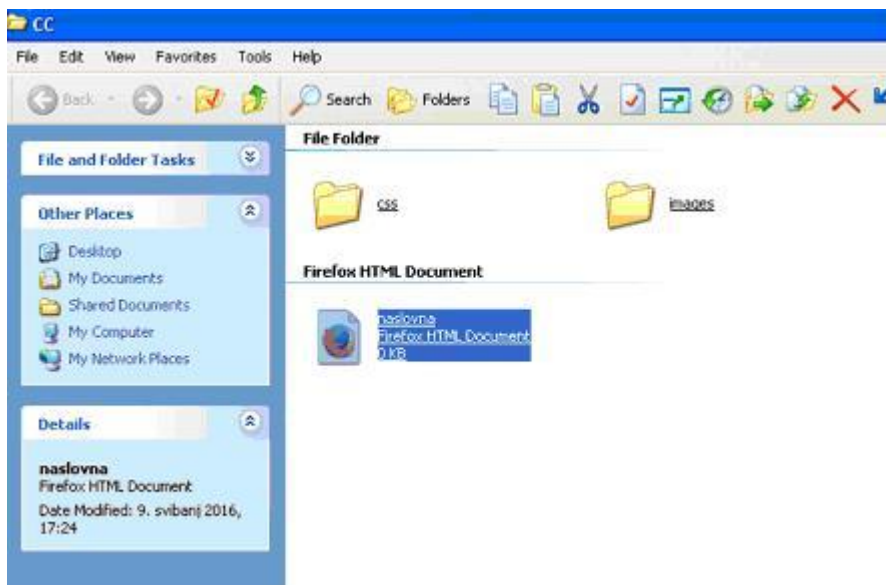 CC
File Edit View Favorites Tools Help
Back Search Folders
File and Folder Tasks
Other Places
Desktop
My Documents
Shared Documents
My Computer
My Network Places
Details
naslovna
Firefox HTML Document
Date Modified: 9. svibanj 2016,
17:24
File Folder
css images
Firefox HTML Document
naslovna
Firefox HTML Document
0 KB